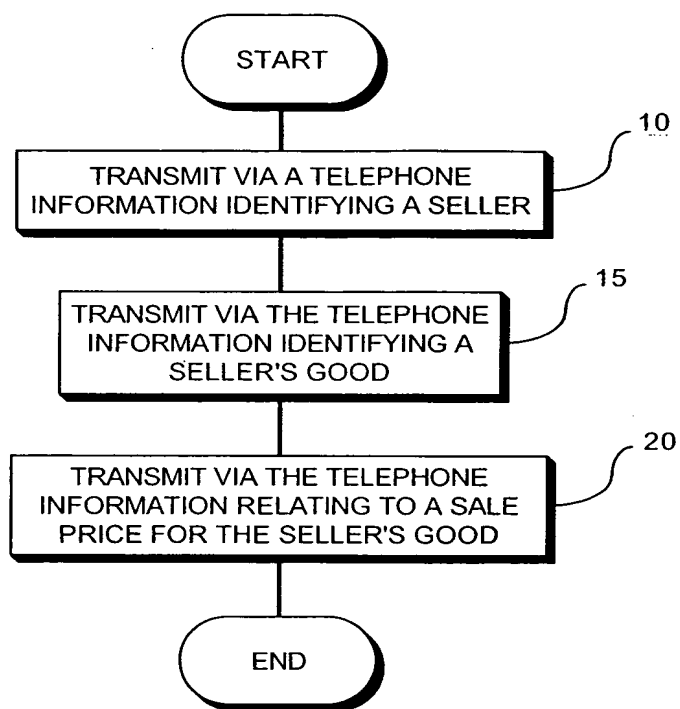 START
10
TRANSMIT VIA A TELEPHONE
INFORMATION IDENTIFYING A SELLER
15
TRANSMIT VIA THE TELEPHONE
INFORMATION IDENTIFYING A
SELLER'S GOOD
20
TRANSMIT VIA THE TELEPHONE
INFORMATION RELATING TO A SALE
PRICE FOR THE SELLER'S GOOD
END